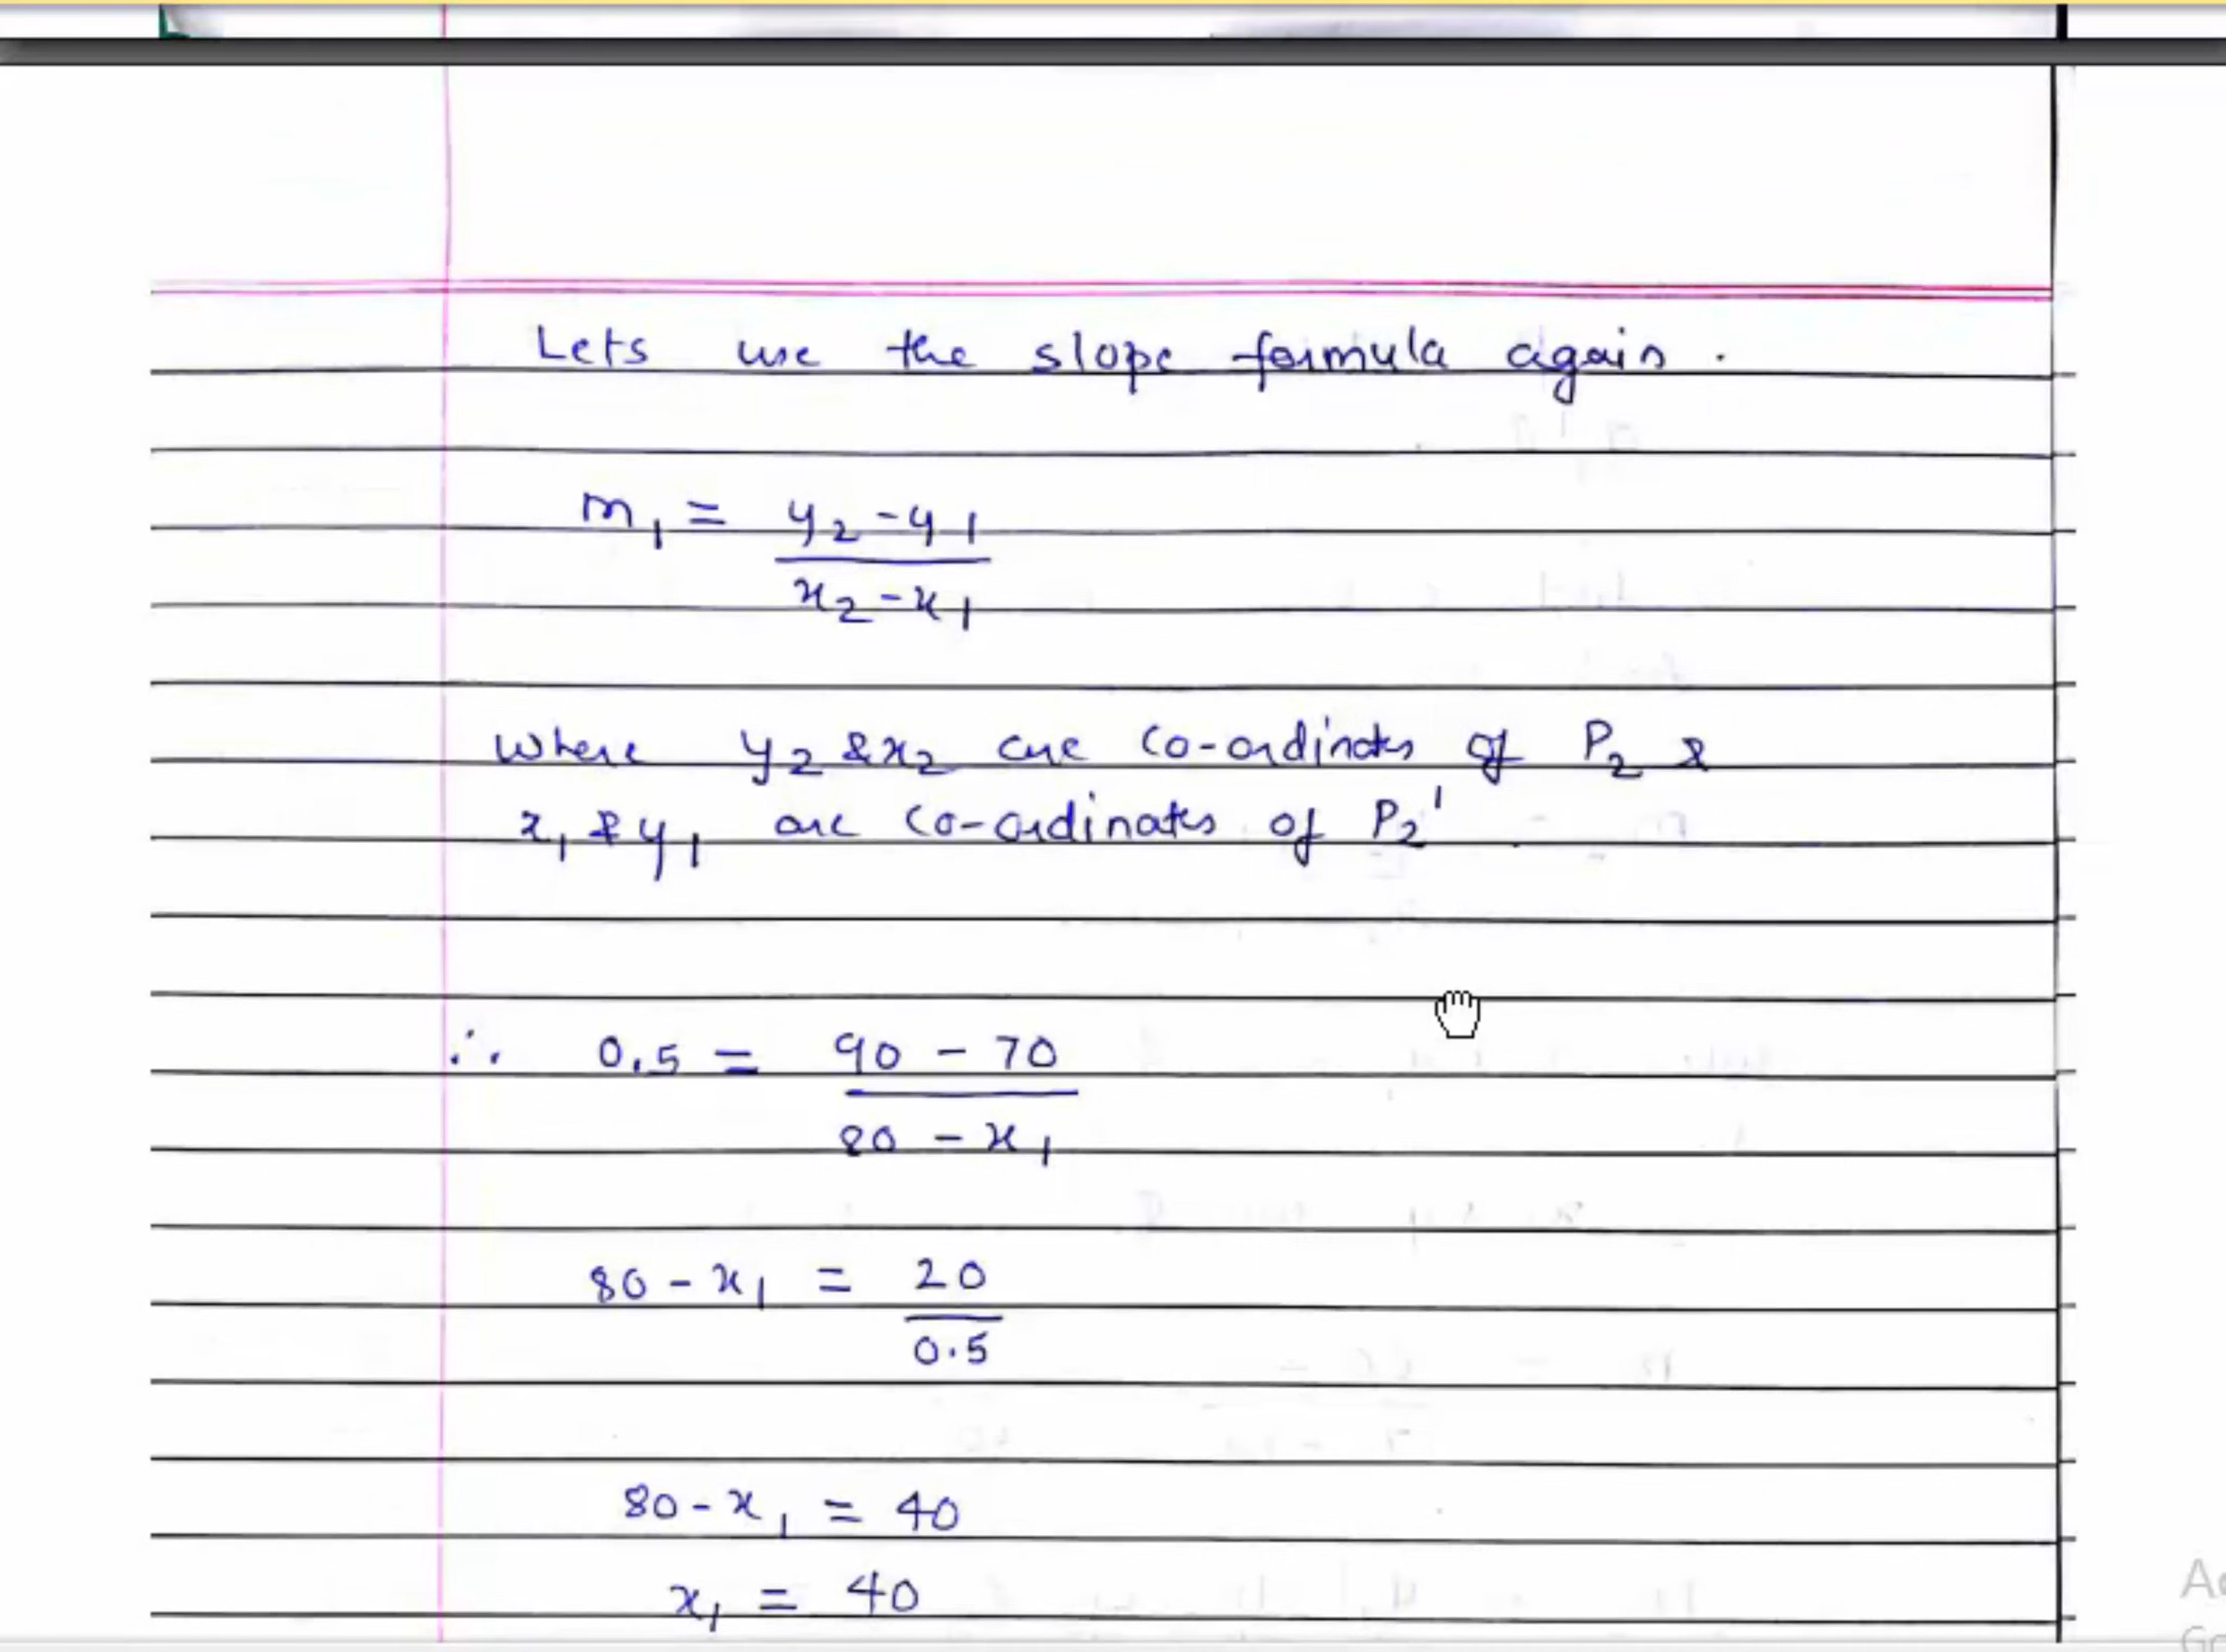 Lets use the slope formula again.
m₁ = y₂ - y₁
x₂ - x₁
where y₂ & x₂ are co-ordinates of P₂ &
x₁ & y₁ are co-ordinates of P₂'
∴ 0.5 = 90 - 70
80 - x₁
80 - x₁ = 20
0.5
80 - x₁ = 40
x₁ = 40